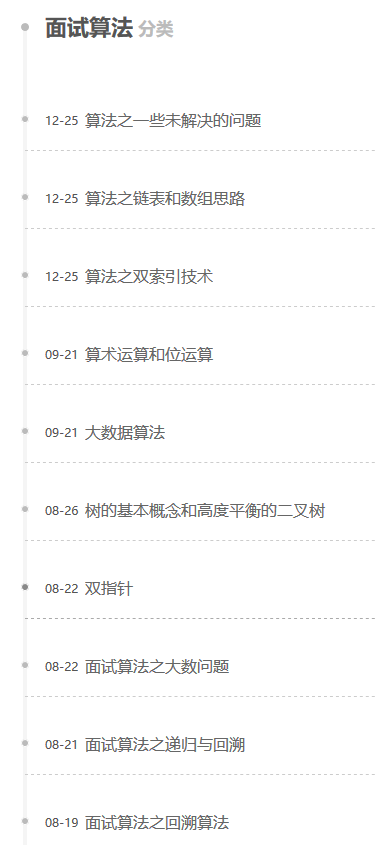 面试算法 分类
12-25 算法之一些未解决的问题
12-25 算法之链表和数组思路
12-25 算法之双索引技术
09-21 算术运算和位运算
09-21 大数据算法
08-26 树的基本概念和高度平衡的二叉树
08-22 双指针
08-22 面试算法之大数问题
08-21 面试算法之递归与回溯
08-19 面试算法之回溯算法